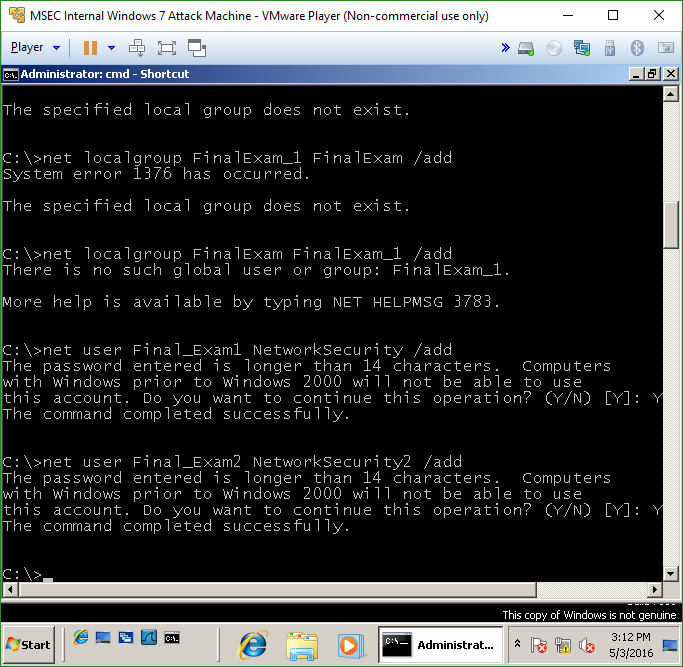 MSEC Internal Windows 7 Attack Machine - VMware Player (Non-commercial use only)
Player
Administrator: cmd - Shortcut
The specified local group does not exist.
C:\>net localgroup FinalExam_1 FinalExam /add
System error 1376 has occurred.
The specified local group does not exist.
C:\>net localgroup FinalExam FinalExam_1 /add
There is no such global user or group: FinalExam_1.
More help is available by typing NET HELPMSG 3783.
C:\>net user Final_Exam1 NetworkSecurity /add
The password entered is longer than 14 characters.  Computers
with Windows prior to Windows 2000 will not be able to use
this account. Do you want to continue this operation? (Y/N) [Y]: Y
The command completed successfully.
C:\>net user Final_Exam2 NetworkSecurity2 /add
The password entered is longer than 14 characters.  Computers
with Windows prior to Windows 2000 will not be able to use
this account. Do you want to continue this operation? (Y/N) [Y]: Y
The command completed successfully.
C:\>_
This copy of Windows is not genuine
Start
Administrat...
3:12 PM
5/3/2016